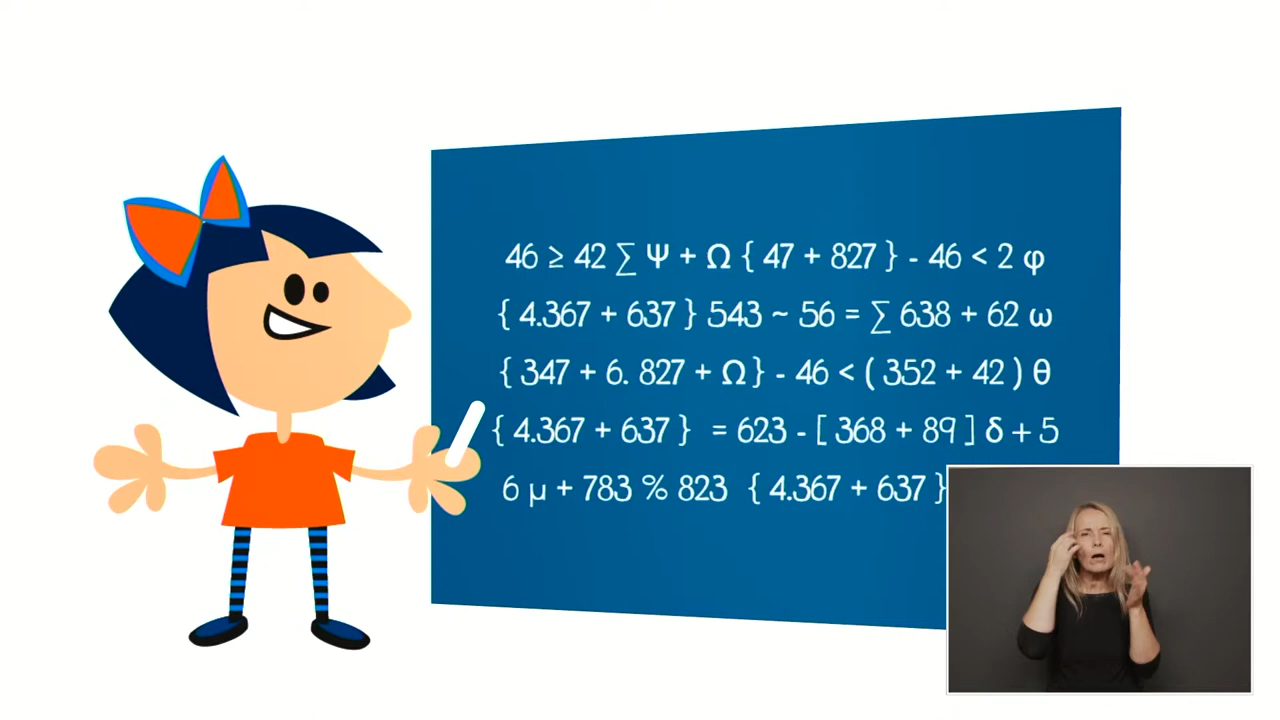 46 ≥ 42 ∑ Ψ + Ω { 47 + 827 } - 46 < 2 φ
{ 4.367 + 637 } 543 ~ 56 = ∑ 638 + 62 ω
{ 347 + 6. 827 + Ω } - 46 < ( 352 + 42 ) θ
{ 4.367 + 637 } = 623 - [ 368 + 89 ] δ + 5
6 μ + 783 % 823 { 4.367 + 637 }